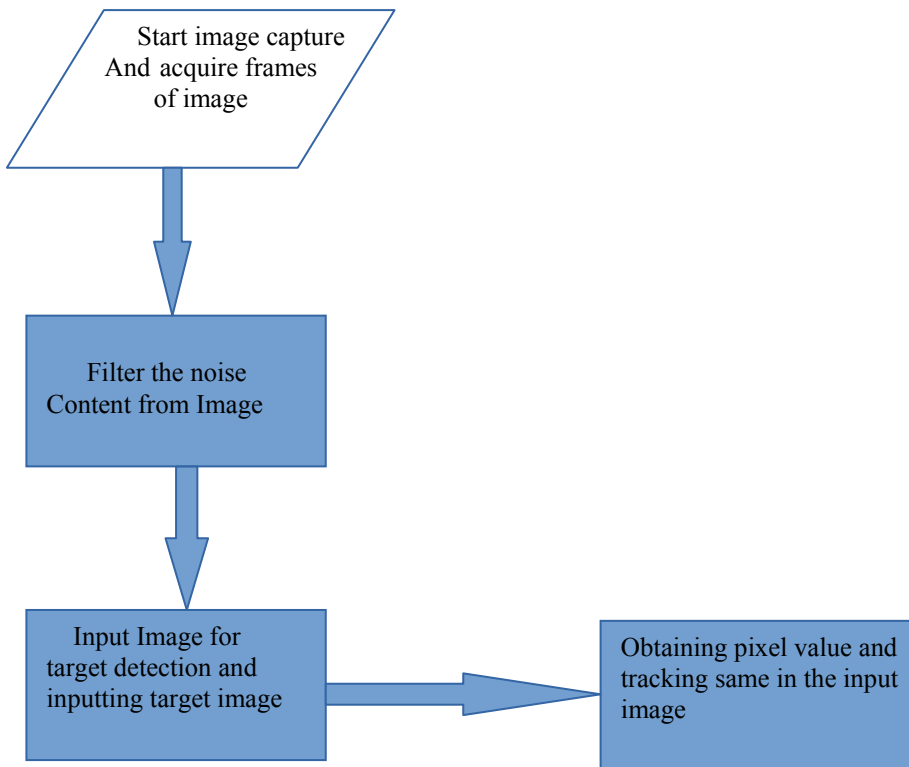 Start image capture
And acquire frames
of image
Filter the noise
Content from Image
Input Image for
target detection and
inputting target image
Obtaining pixel value and
tracking same in the input
image